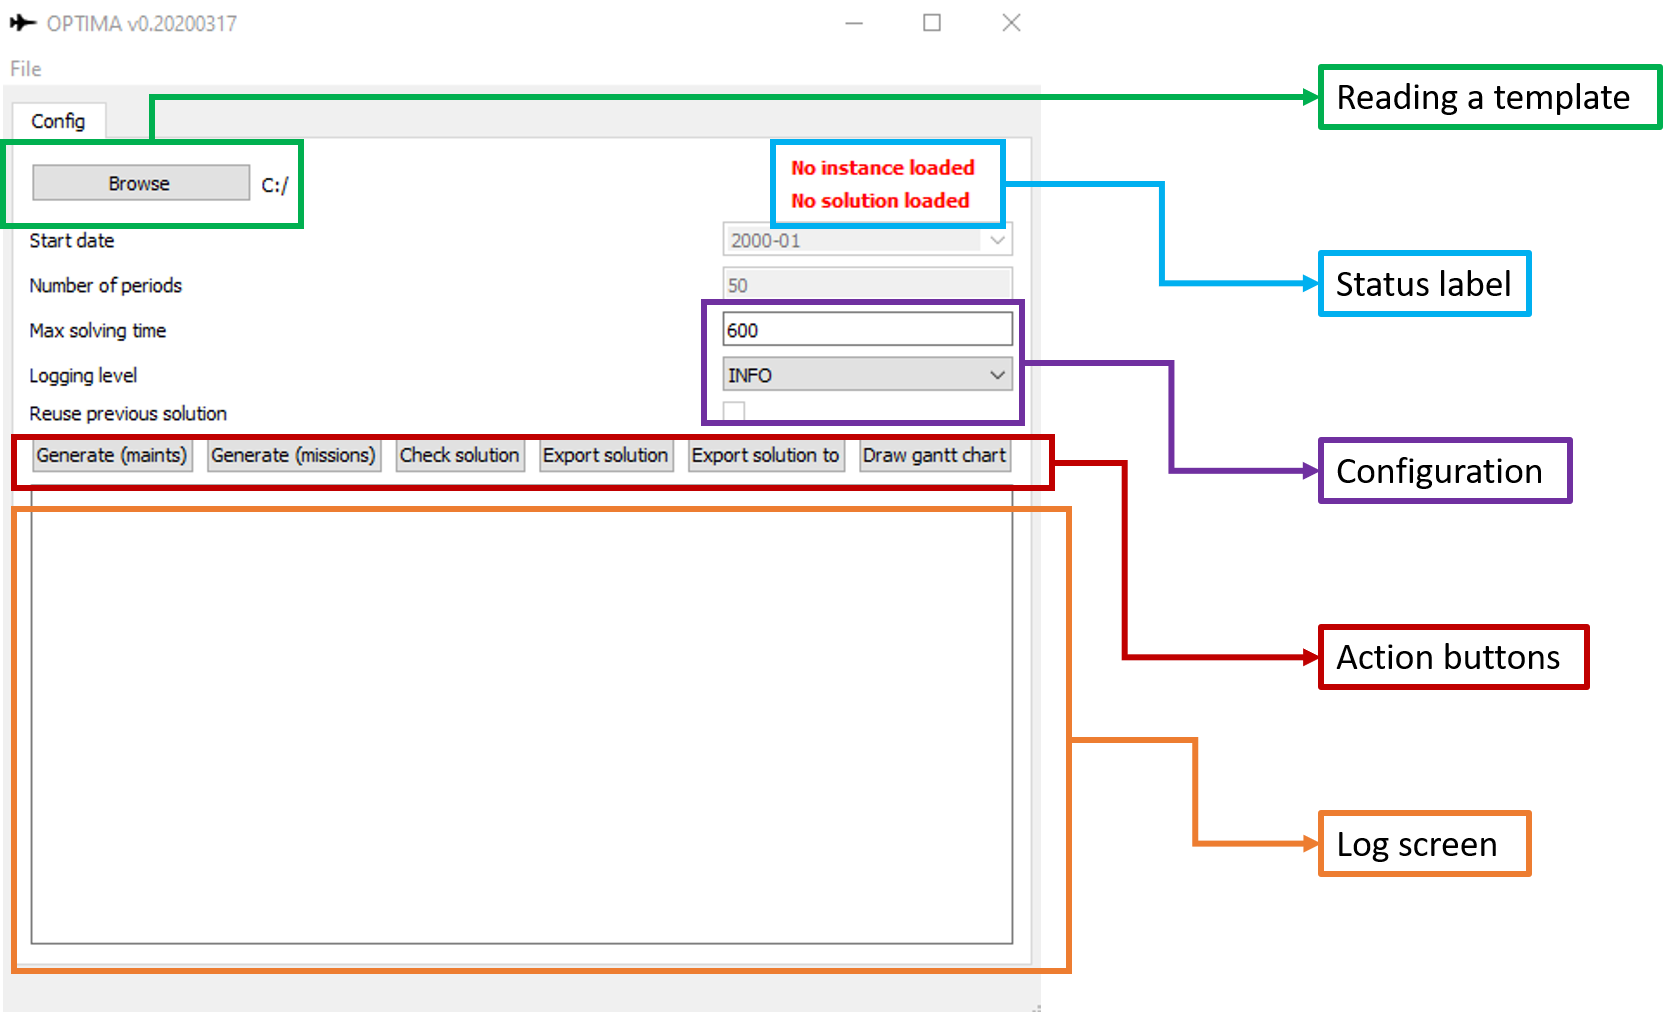 OPTIMA v0.20200317
File
Config
Browse C:/
No instance loaded
No solution loaded
Start date 2000-01
Number of periods 50
Max solving time 600
Logging level INFO
Reuse previous solution
Generate (maints) Generate (missions) Check solution Export solution Export solution to Draw gantt chart
Reading a template
Status label
Configuration
Action buttons
Log screen